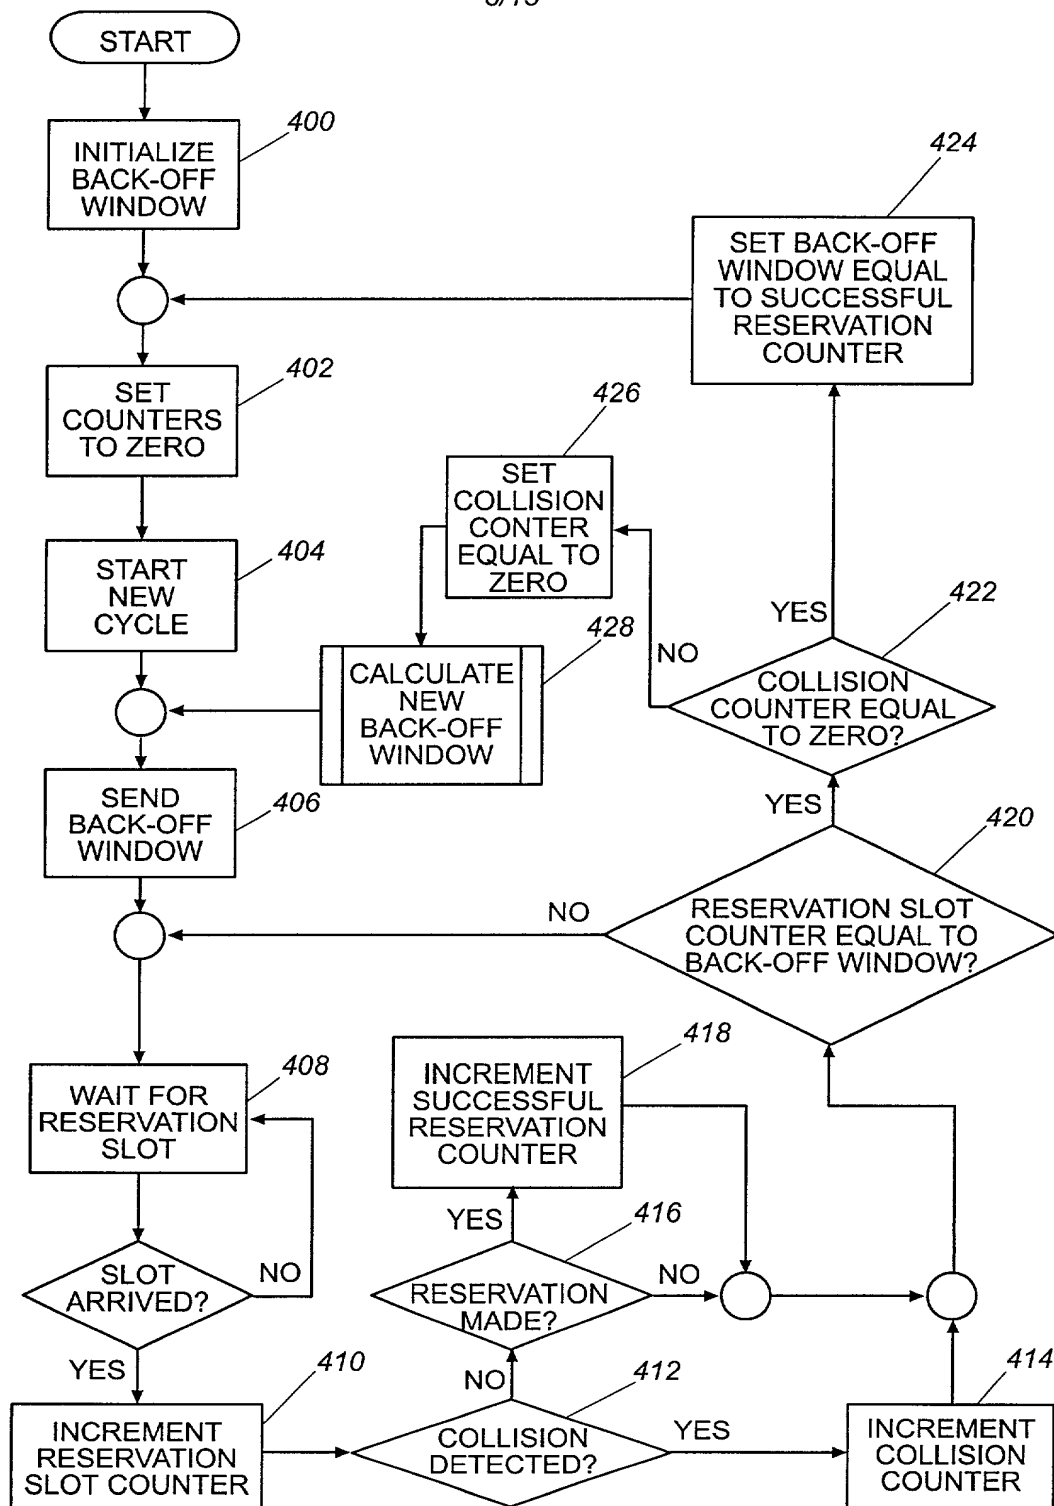 START
400
INITIALIZE
BACK-OFF
WINDOW
424
SET BACK-OFF
WINDOW EQUAL
TO SUCCESSFUL
RESERVATION
COUNTER
402
SET
COUNTERS
TO ZERO
426
SET
COLLISION
CONTER
EQUAL TO
ZERO
404
START
NEW
CYCLE
YES
422
NO
COLLISION
COUNTER EQUAL
TO ZERO?
428
CALCULATE
NEW
BACK-OFF
WINDOW
YES
406
SEND
BACK-OFF
WINDOW
420
NO
RESERVATION SLOT
COUNTER EQUAL TO
BACK-OFF WINDOW?
408
WAIT FOR
RESERVATION
SLOT
418
INCREMENT
SUCCESSFUL
RESERVATION
COUNTER
YES
416
SLOT
ARRIVED?
NO
RESERVATION
MADE?
NO
YES
410
NO
412
414
INCREMENT
RESERVATION
SLOT COUNTER
COLLISION
DETECTED?
YES
INCREMENT
COLLISION
COUNTER